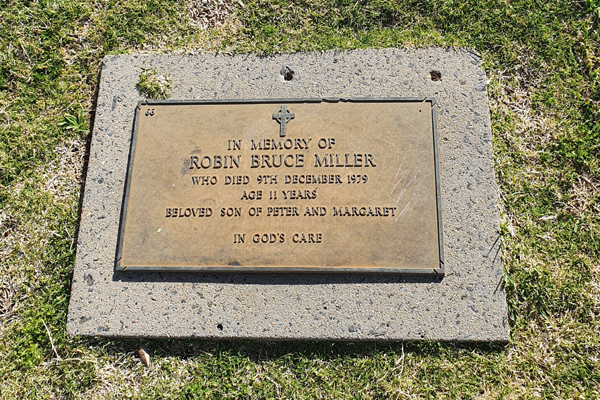 66
IN MEMORY OF
ROBIN BRUCE MILLER
WHO DIED 9TH DECEMBER 1979
AGE 11 YEARS
BELOVED SON OF PETER AND MARGARET
IN GOD'S CARE